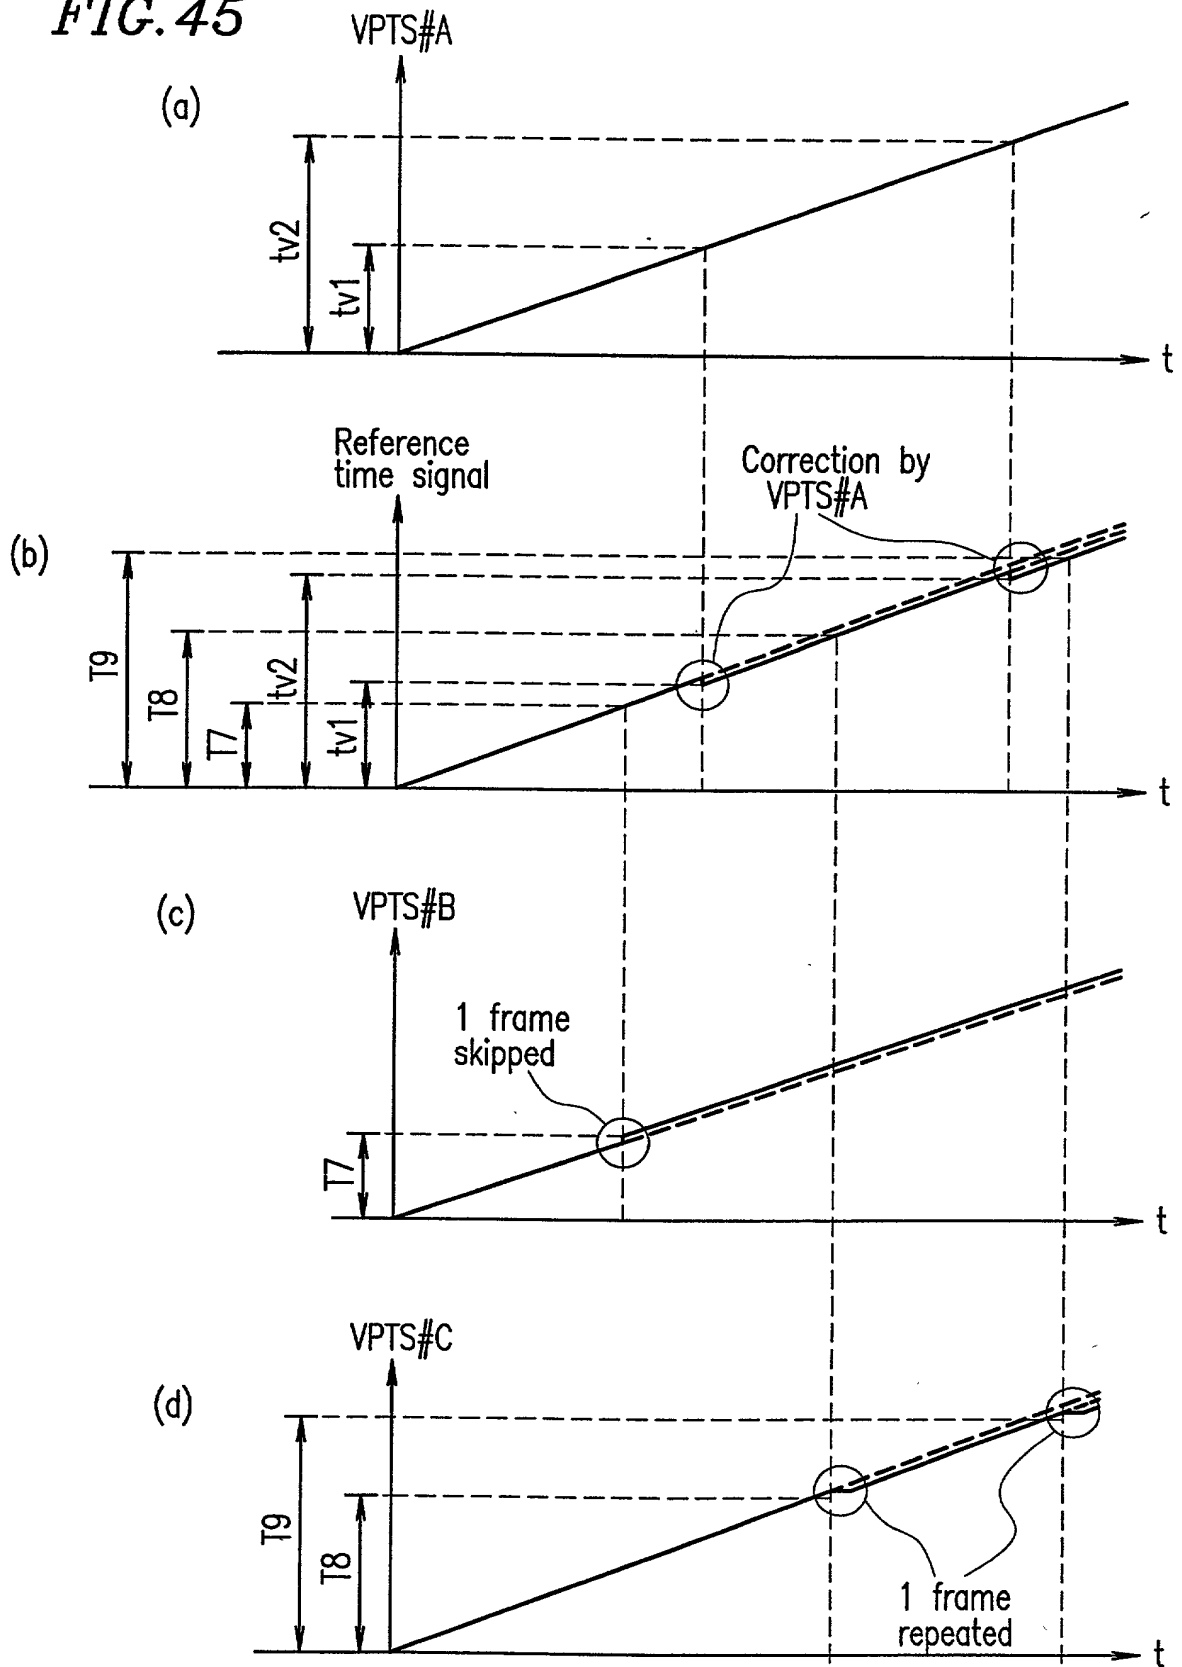 FIG. 45
(a)
VPTS#A
tv2
tv1
t
(b)
Reference
time signal
Correction by
VPTS#A
T9
T8
T7
tv2
tv1
t
(c)
VPTS#B
1 frame
skipped
T7
t
(d)
VPTS#C
T9
T8
1 frame
repeated
t